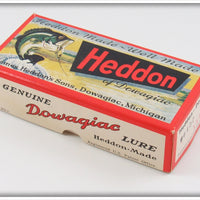 Heddon Made - Well Made
Heddon
of Dowagiac
James Heddon's Sons, Dowagiac, Michigan
GENUINE
Dowagiac
LURE
Heddon-Made